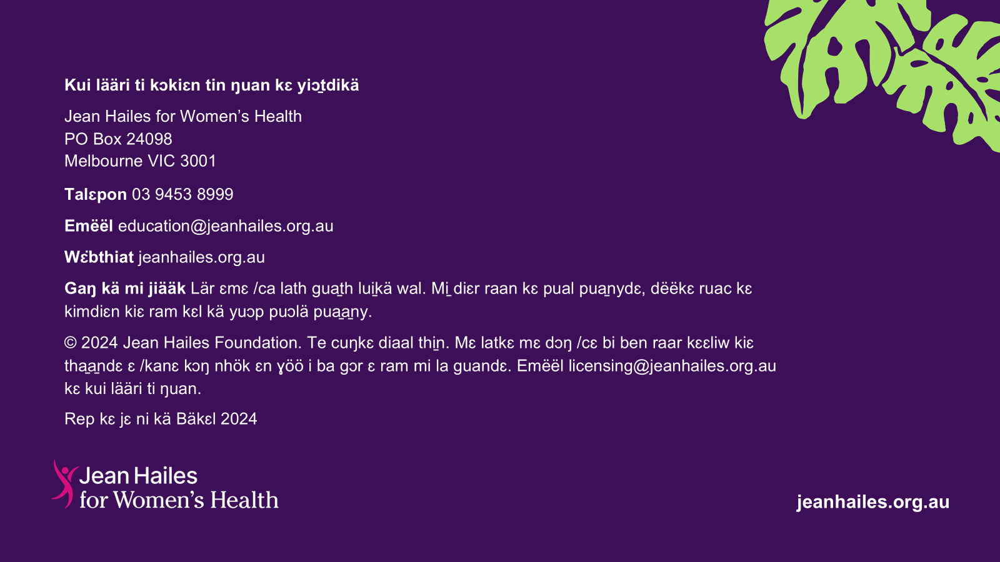 Kui lääri ti kɔkiɛn tin ŋuan kɛ yiɔṯdikä
Jean Hailes for Women’s Health
PO Box 24098
Melbourne VIC 3001
Talɛpon 03 9453 8999
Emëël education@jeanhailes.org.au
Wɛ̈bthiat jeanhailes.org.au
Gaŋ kä mi jiääk Lär ɛmɛ /ca lath gua̱th lui̱kä wal. Mi̱ diɛr raan kɛ pual pua̱nydɛ, dëëkɛ ruac kɛ
kimdiɛn kiɛ ram kɛl kä yuɔp puɔlä pua̱a̱ny.
© 2024 Jean Hailes Foundation. Te cuŋkɛ diaal thi̱n. Mɛ latkɛ mɛ dɔŋ /cɛ bi ben raar kɛɛliw kiɛ
tha̱a̱ndɛ ɛ /kanɛ kɔŋ nhök ɛn ɣöö i ba gɔr ɛ ram mi la guandɛ. Emëël licensing@jeanhailes.org.au
kɛ kui lääri ti ŋuan.
Rep kɛ jɛ ni kä Bäkɛl 2024
Jean Hailes
for Women’s Health
jeanhailes.org.au